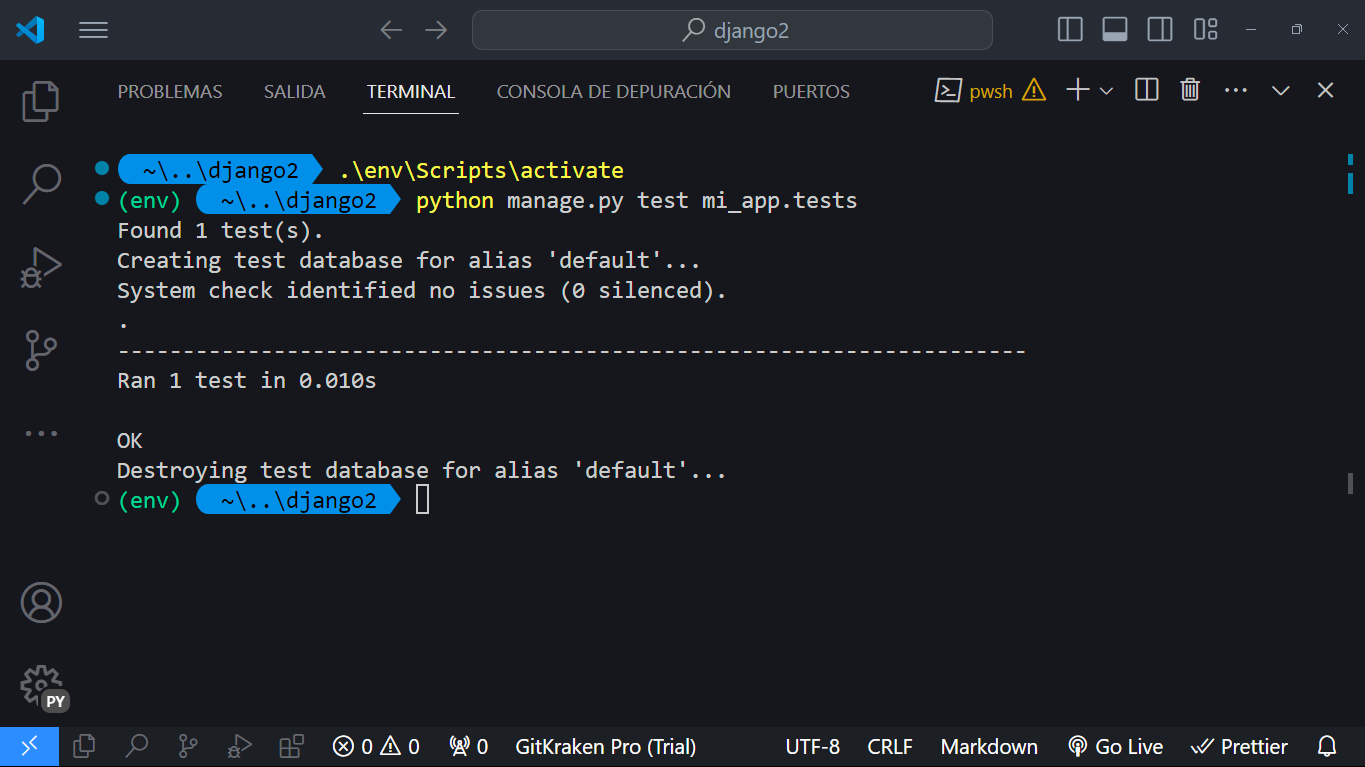 django2
PROBLEMAS SALIDA TERMINAL CONSOLA DE DEPURACIÓN PUERTOS pwsh
~\..\django2 .\env\Scripts\activate
(env) ~\..\django2 python manage.py test mi_app.tests
Found 1 test(s).
Creating test database for alias 'default'...
System check identified no issues (0 silenced).
.
----------------------------------------------------------------------
Ran 1 test in 0.010s
OK
Destroying test database for alias 'default'...
(env) ~\..\django2
PY
0 0 0 GitKraken Pro (Trial) UTF-8 CRLF Markdown Go Live Prettier